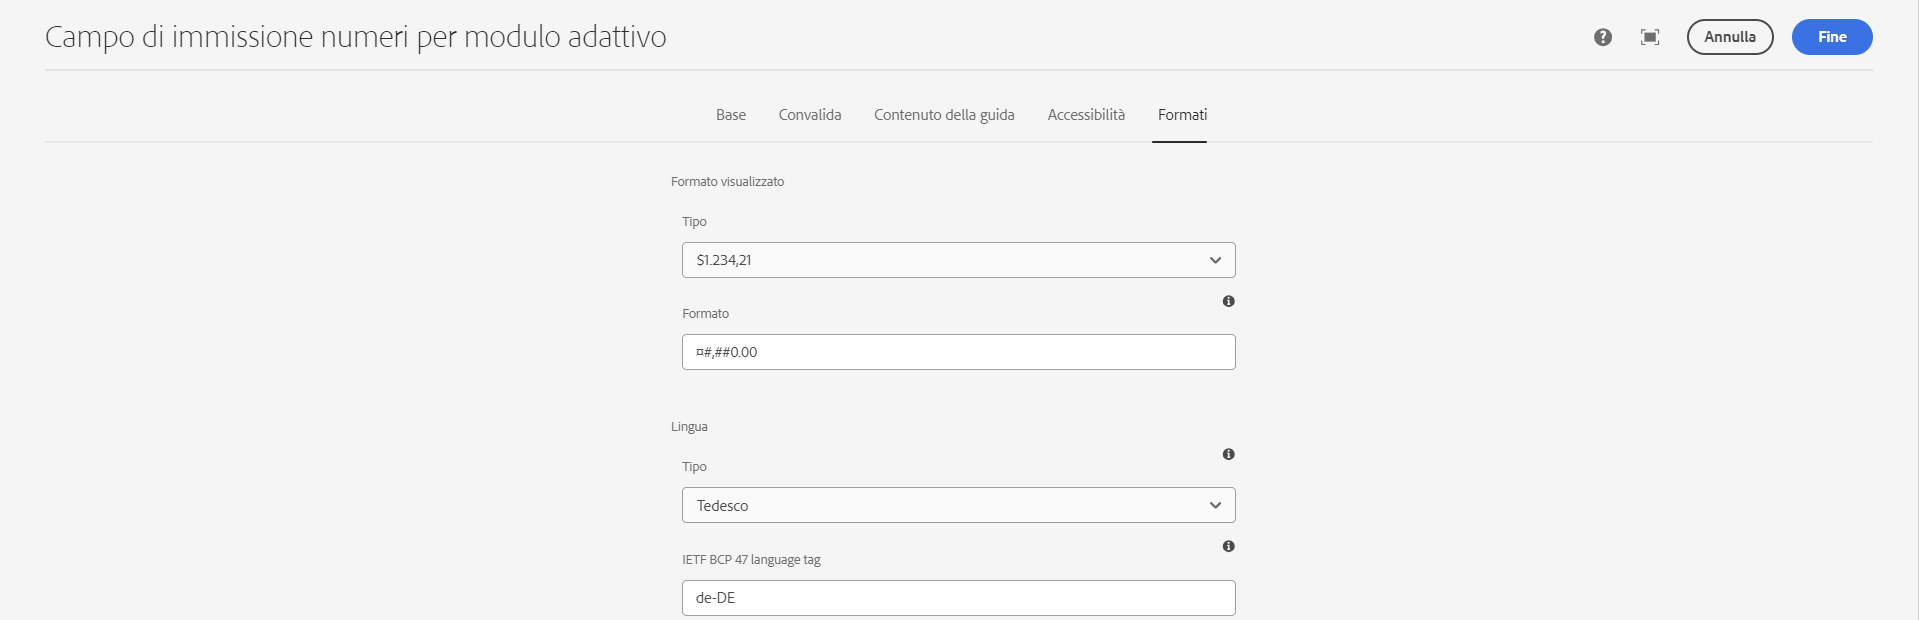 Campo di immissione numeri per modulo adattivo
Annulla
Fine
Base
Convalida
Contenuto della guida
Accessibilità
Formati
Formato visualizzato
Tipo
$1.234,21
Formato
¤#,##0.00
Lingua
Tipo
Tedesco
IETF BCP 47 language tag
de-DE